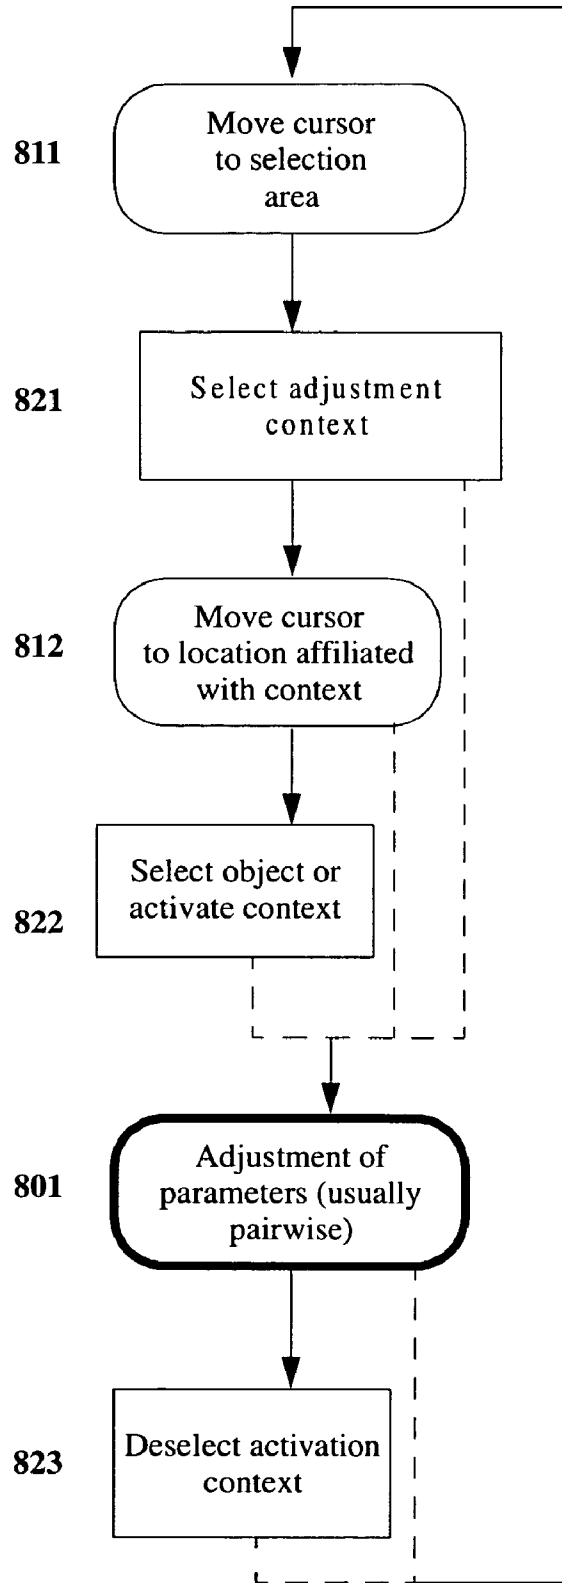 811
Move cursor
to selection
area
821
Select adjustment
context
812
Move cursor
to location affiliated
with context
822
Select object or
activate context
801
Adjustment of
parameters (usually
pairwise)
823
Deselect activation
context